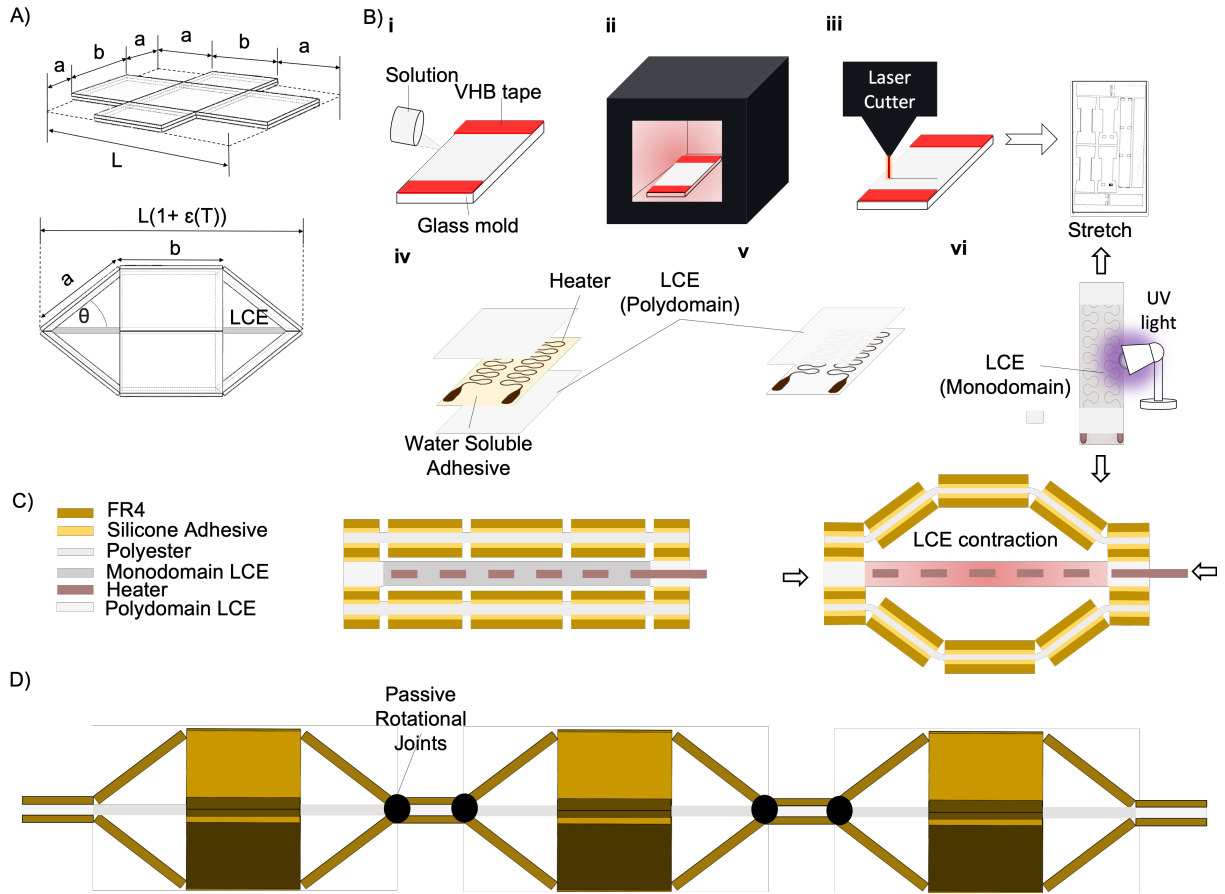 A)
a
b
a
a
b
a
L
L(1+ ε(T))
b
a
θ
LCE
B)
i
Solution
VHB tape
Glass mold
ii
iii
Laser
Cutter
Stretch
iv
Heater
LCE
(Polydomain)
Water Soluble
Adhesive
v
vi
UV
light
LCE
(Monodomain)
C)
FR4
Silicone Adhesive
Polyester
Monodomain LCE
Heater
Polydomain LCE
LCE contraction
D)
Passive
Rotational
Joints